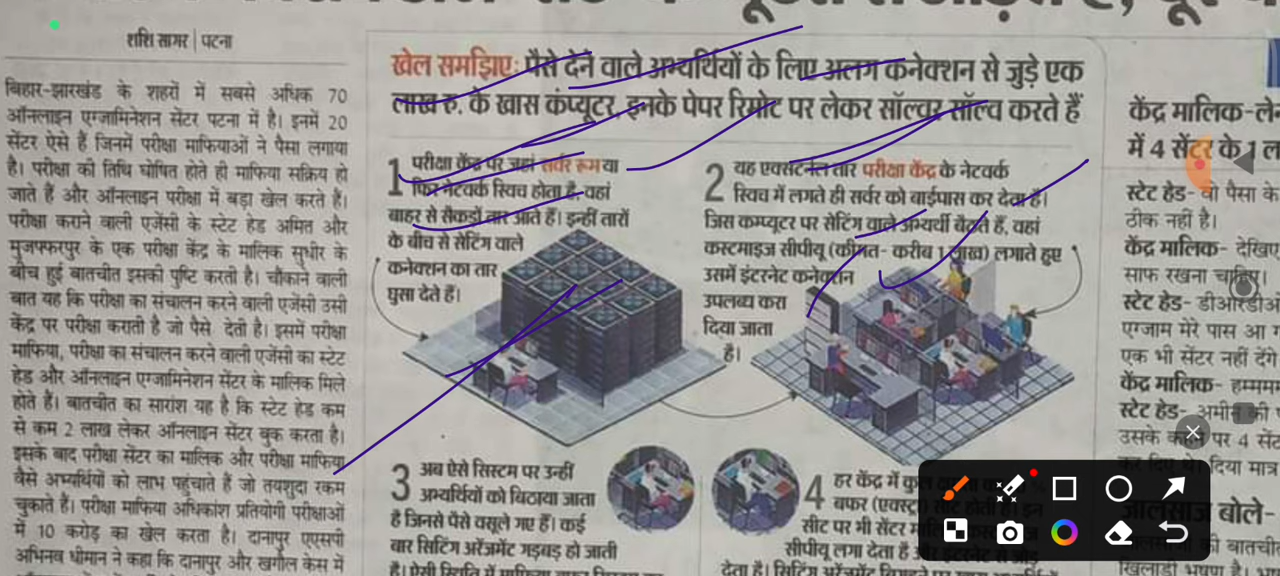 शशि सागर | पटना
बिहार-झारखंड के शहरों में सबसे अधिक 70
ऑनलाइन एग्जामिनेशन सेंटर पटना में है। इनमें 20
सेंटर ऐसे हैं जिनमें परीक्षा माफियाओं ने पैसा लगाया
है। परीक्षा की तिथि घोषित होते ही माफिया सक्रिय हो
जाते हैं और ऑनलाइन परीक्षा में बड़ा खेल करते हैं।
परीक्षा कराने वाली एजेंसी के स्टेट हेड अमित और
मुजफ्फरपुर के एक परीक्षा केंद्र के मालिक सुधीर के
बीच हुई बातचीत इसकी पुष्टि करती है। चौंकाने वाली
बात यह कि परीक्षा का संचालन करने वाली एजेंसी उसी
केंद्र पर परीक्षा कराती है जो पैसे देती है। इसमें परीक्षा
माफिया, परीक्षा का संचालन करने वाली एजेंसी का स्टेट
हेड और ऑनलाइन एग्जामिनेशन सेंटर के मालिक मिले
होते हैं। बातचीत का सारांश यह है कि स्टेट हेड कम
से कम 2 लाख लेकर ऑनलाइन सेंटर बुक करता है।
इसके बाद परीक्षा सेंटर का मालिक और परीक्षा माफिया
वैसे अभ्यर्थियों को लाभ पहुंचाते हैं जो तयशुदा रकम
चुकाते हैं। परीक्षा माफिया अधिकांश प्रतियोगी परीक्षाओं
में 10 करोड़ का खेल करता है। दानापुर एएसपी
अभिनव धीमान ने कहा कि दानापुर और खगौल केस में
खेल समझिए: पैसे देने वाले अभ्यर्थियों के लिए अलग कनेक्शन से जुड़े एक
लाख रु. के खास कंप्यूटर, इनके पेपर रिमोट पर लेकर सॉल्वर सॉल्व करते हैं
1 परीक्षा केंद्र पर जहां सर्वर रूम या
फिर नेटवर्क स्विच होता है, वहां
बाहर से सैकड़ों तार आते हैं। इन्हीं तारों
के बीच से सेटिंग वाले
कनेक्शन का तार
घुसा देते हैं।
2 यह एक्सटर्नल तार परीक्षा केंद्र के नेटवर्क
स्विच में लगते ही सर्वर को बाईपास कर देता है।
जिस कम्प्यूटर पर सेटिंग वाले अभ्यर्थी बैठते हैं, वहां
कस्टमाइज सीपीयू (कीमत- करीब 1 लाख) लगाते हुए
उसमें इंटरनेट कनेक्शन
उपलब्ध करा
दिया जाता
है।
3 अब ऐसे सिस्टम पर उन्हीं
अभ्यर्थियों को बिठाया जाता
है जिनसे पैसे वसूले गए हैं। कई
बार सिटिंग अरेंजमेंट गड़बड़ हो जाती
4 हर केंद्र में
बफर
सीट पर भी सेंटर
सीपीयू लगा देता है
केंद्र मालिक-
में 4 सेंटर के 1
स्टेट हेड- वो पैसा के
ठीक नहीं है।
केंद्र मालिक- देखिए
साफ रखना चाहिए।
स्टेट हेड-
एग्जाम मेरे पास आ
एक भी सेंटर नहीं देंगे
केंद्र मालिक-
स्टेट हेड-
उसके कहने पर 4
दिया मात्र
बोले-
की बातचीत